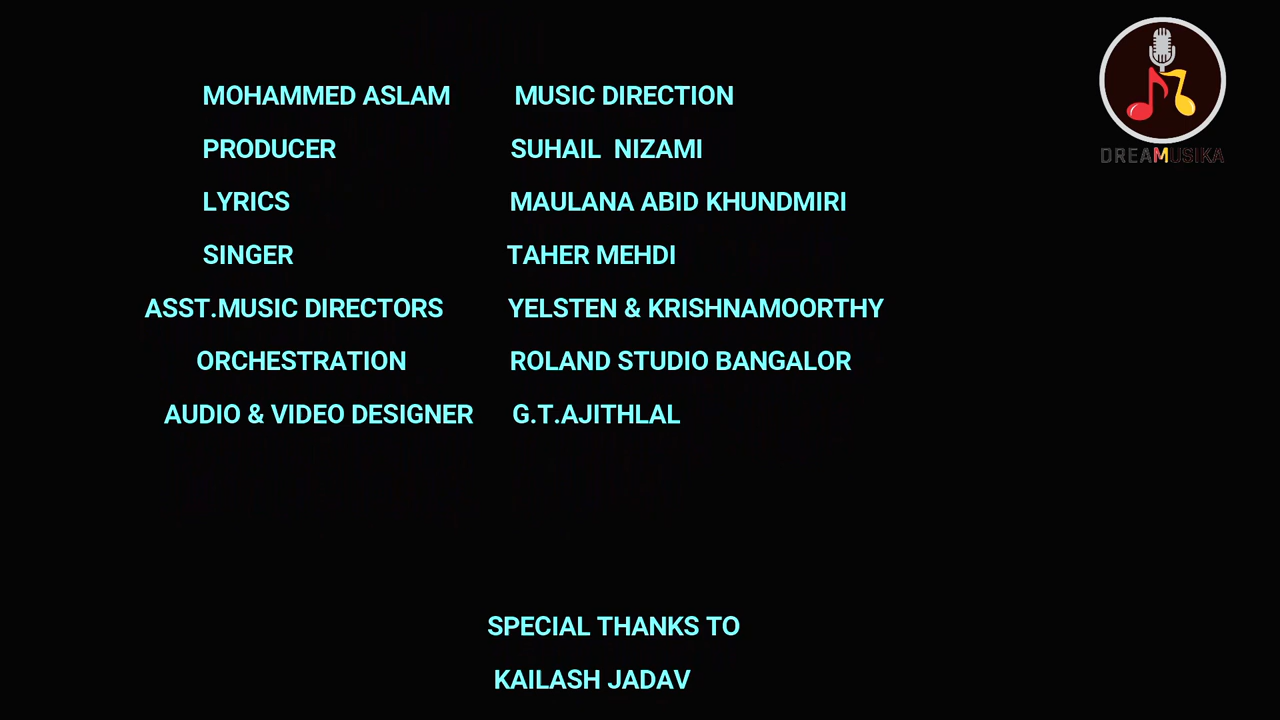 MOHAMMED ASLAM MUSIC DIRECTION
DREAMUSIKA
PRODUCER SUHAIL NIZAMI
LYRICS MAULANA ABID KHUNDMIRI
SINGER TAHER MEHDI
ASST.MUSIC DIRECTORS YELSTEN & KRISHNAMOORTHY
ORCHESTRATION ROLAND STUDIO BANGALOR
AUDIO & VIDEO DESIGNER G.T.AJITHLAL
SPECIAL THANKS TO
KAILASH JADAV